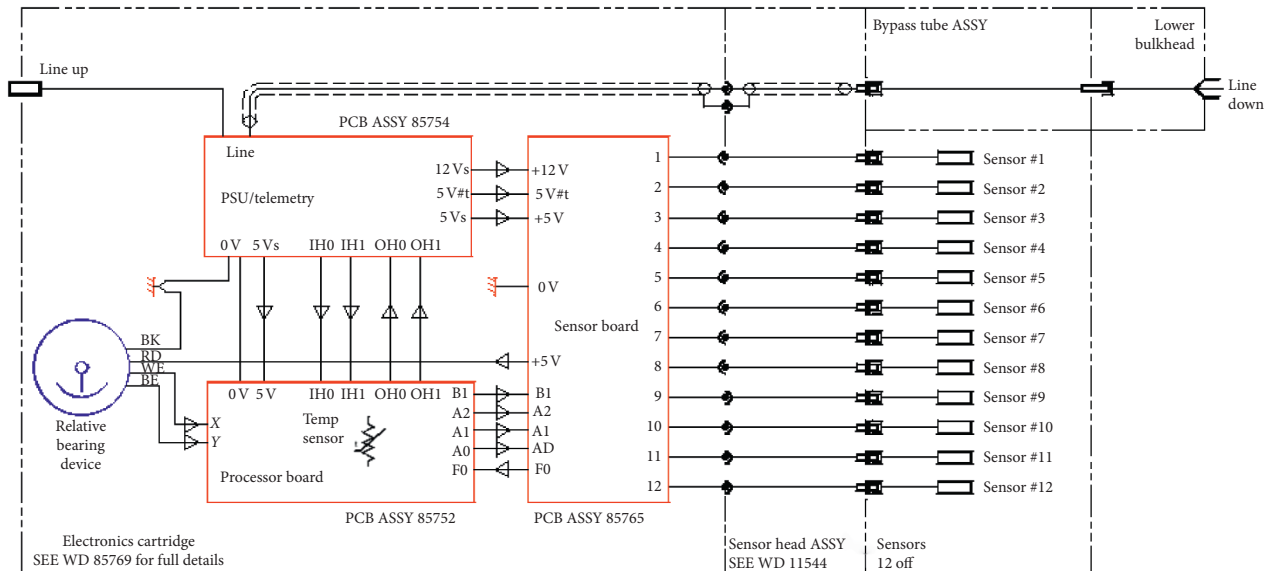 Bypass tube ASSY
Lower
bulkhead
Line up
Line
down
PCB ASSY 85754
Line
PSU/telemetry
12 Vs
5 V#t
5 Vs
0 V 5 Vs IH0 IH1 OH0 OH1
+12 V
5 V#t
+5 V
0 V
Sensor board
+5 V
B1
A2
A1
AD
F0
1
2
3
4
5
6
7
8
9
10
11
12
Sensor #1
Sensor #2
Sensor #3
Sensor #4
Sensor #5
Sensor #6
Sensor #7
Sensor #8
Sensor #9
Sensor #10
Sensor #11
Sensor #12
BK
RD
WE
BE
Relative
bearing
device
0 V 5 V IH0 IH1 OH0 OH1
X
Y
Temp
sensor
Processor board
B1
A2
A1
A0
F0
PCB ASSY 85752
PCB ASSY 85765
Electronics cartridge
SEE WD 85769 for full details
Sensor head ASSY
SEE WD 11544
Sensors
12 off